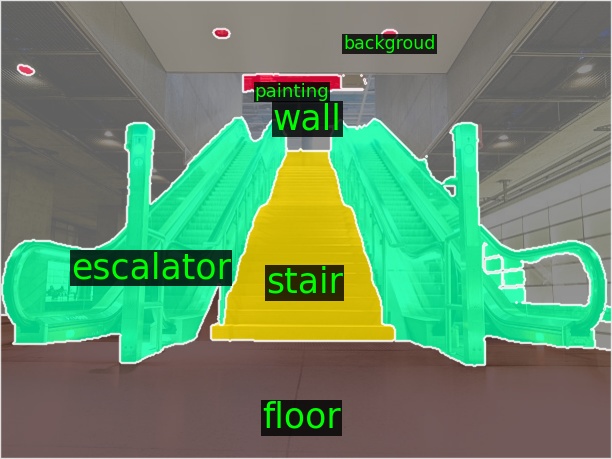 backgroud
painting
wall
escalator
stair
floor